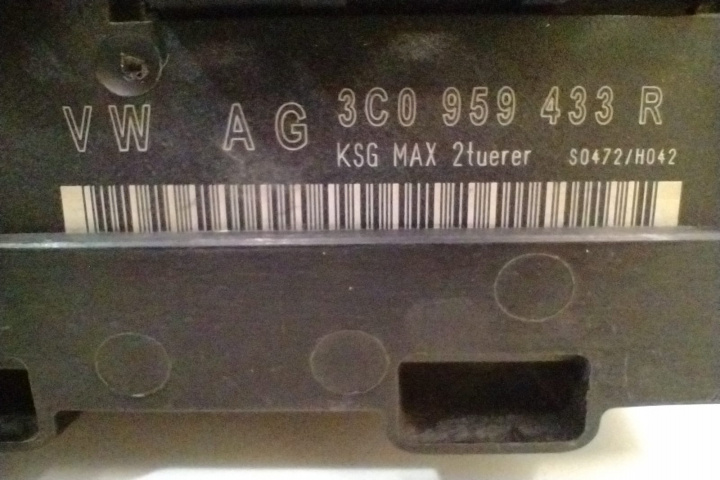 VW AG 3C0 959 433 R
KSG MAX 2tuerer S0472/H042